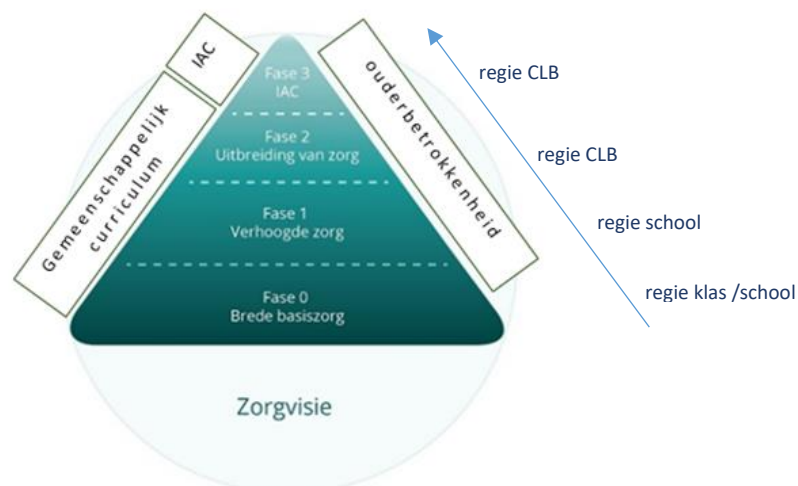 IAC
Gemeenschappelijk
curriculum
Fase 3
IAC
Fase 2
Uitbreiding van zorg
Fase 1
Verhoogde zorg
Fase 0
Brede basiszorg
ouderbetrokkenheid
regie CLB
regie CLB
regie school
regie klas /school
Zorgvisie